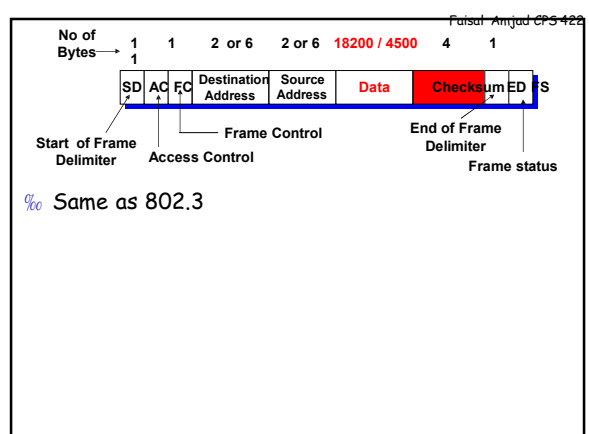 Faisal Amjad CPS 422
No of
Bytes
1 1 2 or 6 2 or 6 18200 / 4500 4 1
1
SD AC FC Destination Address Source Address Data Checksum ED FS
Start of Frame
Delimiter
Access Control
Frame Control
End of Frame
Delimiter
Frame status
‰ Same as 802.3